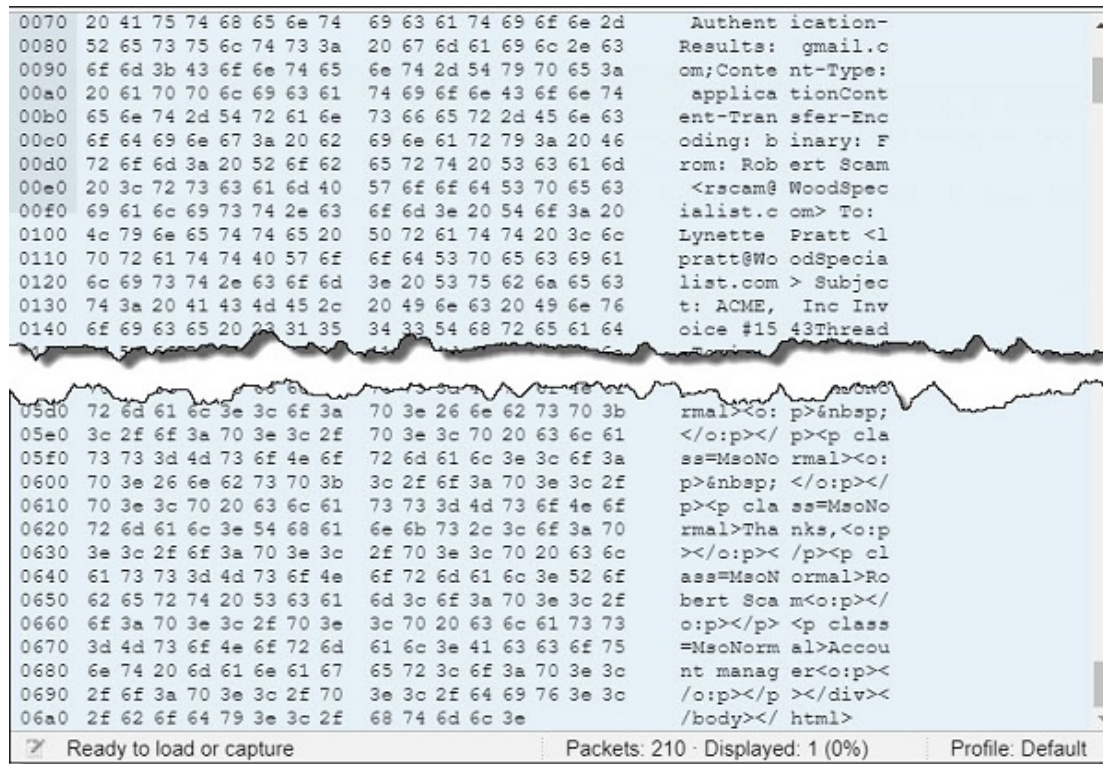 0070 20 41 75 74 68 65 6e 74 69 63 61 74 69 6f 6e 2d Authent ication-
0080 52 65 73 75 6c 74 73 3a 20 67 6d 61 69 6c 2e 63 Results: gmail.c
0090 6f 6d 3b 43 6f 6e 74 65 6e 74 2d 54 79 70 65 3a om;Conte nt-Type:
00a0 20 61 70 70 6c 69 63 61 74 69 6f 6e 43 6f 6e 74 applica tionCont
00b0 65 6e 74 2d 54 72 61 6e 73 66 65 72 2d 45 6e 63 ent-Tran sfer-Enc
00c0 6f 64 69 6e 67 3a 20 62 69 6e 61 72 79 3a 20 46 oding: b inary: F
00d0 72 6f 6d 3a 20 52 6f 62 65 72 74 20 53 63 61 6d rom: Rob ert Scam
00e0 20 3c 72 73 63 61 6d 40 57 6f 6f 64 53 70 65 63 <rscam@ WoodSpec
00f0 69 61 6c 69 73 74 2e 63 6f 6d 3e 20 54 6f 3a 20 ialist.c om> To:
0100 4c 79 6e 65 74 74 65 20 50 72 61 74 74 20 3c 6c Lynette Pratt <l
0110 70 72 61 74 74 40 57 6f 6f 64 53 70 65 63 69 61 pratt@Wo odSpecia
0120 6c 69 73 74 2e 63 6f 6d 3e 20 53 75 62 6a 65 63 list.com > Subjec
0130 74 3a 20 41 43 4d 45 2c 20 49 6e 63 20 49 6e 76 t: ACME, Inc Inv
0140 6f 69 63 65 20 23 31 35 34 33 54 68 72 65 61 64 oice #15 43Thread
05d0 72 6d 61 6c 3e 3c 6f 3a 70 3e 26 6e 62 73 70 3b rmal><o: p>&nbsp;
05e0 3c 2f 6f 3a 70 3e 3c 2f 70 3e 3c 70 20 63 6c 61 </o:p></ p><p cla
05f0 73 73 3d 4d 73 6f 4e 6f 72 6d 61 6c 3e 3c 6f 3a ss=MsoNo rmal><o:
0600 70 3e 26 6e 62 73 70 3b 3c 2f 6f 3a 70 3e 3c 2f p>&nbsp; </o:p></
0610 70 3e 3c 70 20 63 6c 61 73 73 3d 4d 73 6f 4e 6f p><p cla ss=MsoNo
0620 72 6d 61 6c 3e 54 68 61 6e 6b 73 2c 3c 6f 3a 70 rmal>Tha nks,<o:p
0630 3e 3c 2f 6f 3a 70 3e 3c 2f 70 3e 3c 70 20 63 6c ></o:p>< /p><p cl
0640 61 73 73 3d 4d 73 6f 4e 6f 72 6d 61 6c 3e 52 6f ass=MsoN ormal>Ro
0650 62 65 72 74 20 53 63 61 6d 3c 6f 3a 70 3e 3c 2f bert Sca m<o:p></
0660 6f 3a 70 3e 3c 2f 70 3e 3c 70 20 63 6c 61 73 73 o:p></p> <p class
0670 3d 4d 73 6f 4e 6f 72 6d 61 6c 3e 41 63 63 6f 75 =MsoNorm al>Accou
0680 6e 74 20 6d 61 6e 61 67 65 72 3c 6f 3a 70 3e 3c nt manag er<o:p><
0690 2f 6f 3a 70 3e 3c 2f 70 3e 3c 2f 64 69 76 3e 3c /o:p></p ></div><
06a0 2f 62 6f 64 79 3e 3c 2f 68 74 6d 6c 3e /body></ html>
Ready to load or capture Packets: 210 · Displayed: 1 (0%) Profile: Default